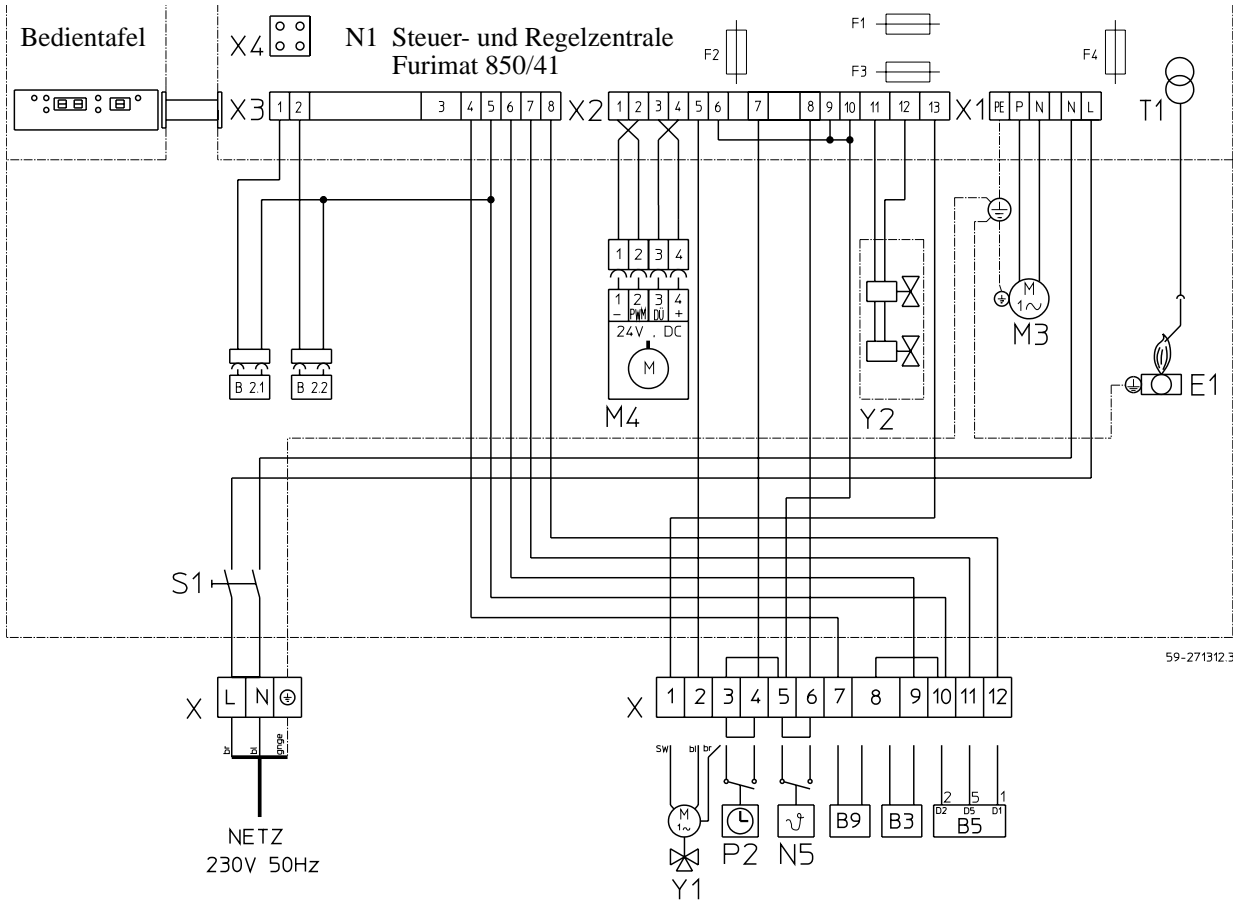 Bedientafel
X4
N1 Steuer- und Regelzentrale
Furimat 850/41
F1
F2
F3
F4
X3
1 2 3 4 5 6 7 8
X2
1 2 3 4 5 6 7 8 9 10 11 12 13
X1
PE P N N L
T1
1 2 3 4
1 2 3 4
- PWM DÜ +
24V , DC
M
M4
M
1~
M3
B 2.1
B 2.2
Y2
E1
S1
59-271312.3
X
L N
X
1 2 3 4 5 6 7 8 9 10 11 12
br bl gnge
SW bl br
M
1~
Y1
P2
ϑ
N5
B9
B3
2 5 1
D2 D5 D1
B5
NETZ
230V 50Hz